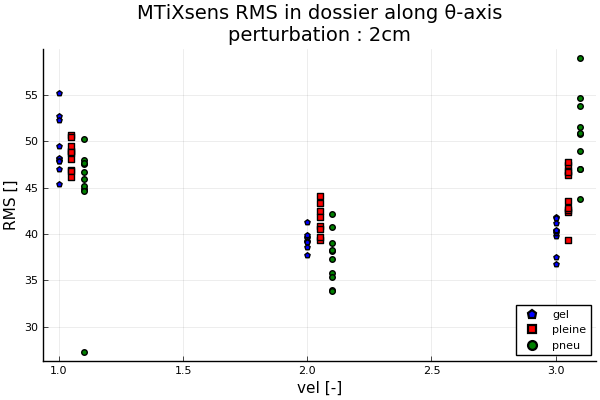 MTiXsens RMS in dossier along θ-axis
perturbation : 2cm
RMS []
55
50
45
40
35
30
1.0
1.5
2.0
2.5
3.0
vel [-]
gel
pleine
pneu